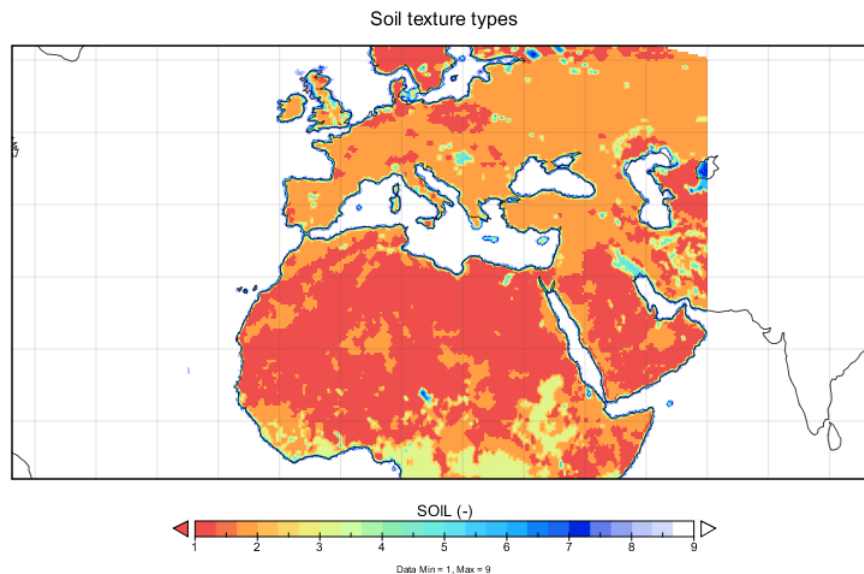 Soil texture types
SOIL (-)
1 2 3 4 5 6 7 8 9
Data Min = 1, Max = 9